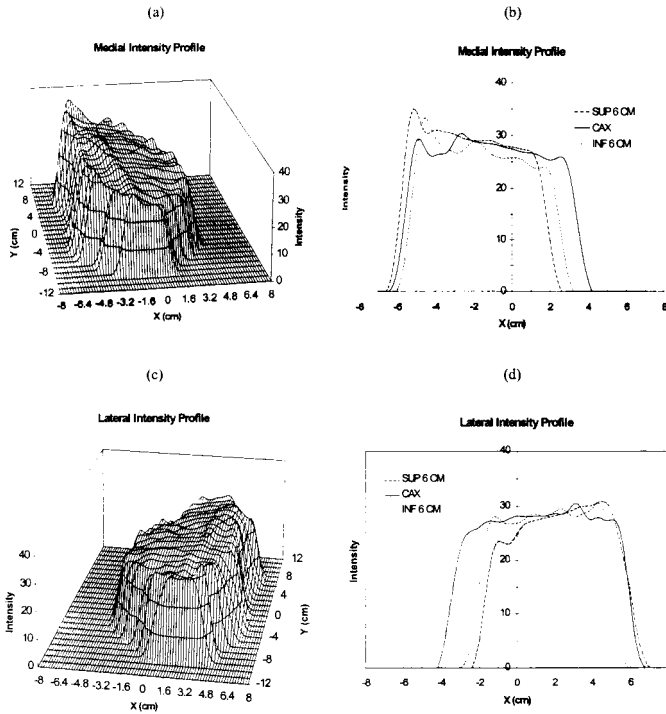 (a)
Medial Intensity Profile
40
30
20
10
0
Intensity
12
8
4
0
-4
-8
-12
Y (cm)
-8 -6.4 -4.8 -3.2 -1.6 0 1.6 3.2 4.8 6.4 8
X (cm)
(b)
Medial Intensity Profile
40
30
20
10
0
Intensity
SUP 6 CM
CAX
INF 6 CM
-8 -6 -4 -2 0 2 4 6 8
X (cm)
(c)
Lateral Intensity Profile
40
30
20
10
0
Intensity
12
8
4
0
-4
-8
-12
Y (cm)
-8 -6.4 -4.8 -3.2 -1.6 0 1.6 3.2 4.8 6.4 8
X (cm)
(d)
Lateral Intensity Profile
40
30
20
10
0
Intensity
SUP 6 CM
CAX
INF 6 CM
-8 -6 -4 -2 0 2 4 6 8
X (cm)